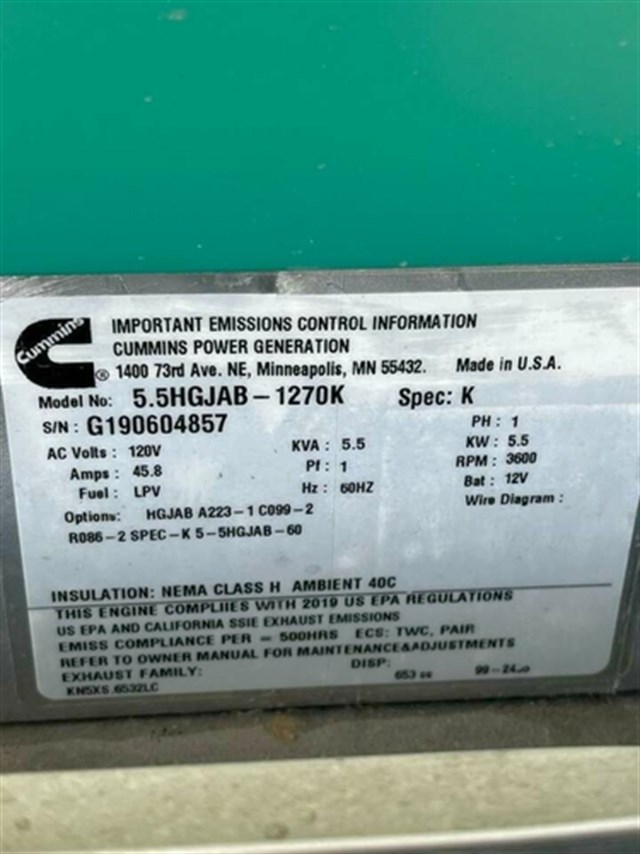 Cummins
®
IMPORTANT EMISSIONS CONTROL INFORMATION
CUMMINS POWER GENERATION
1400 73rd Ave. NE, Minneapolis, MN 55432. Made in U.S.A.
Model No: 5.5HGJAB-1270K Spec: K
S/N: G190604857 PH: 1
AC Volts: 120V KVA: 5.5 KW: 5.5
Amps: 45.8 Pf: 1 RPM: 3600
Fuel: LPV Hz: 60HZ Bat: 12V
Wire Diagram:
Options: HGJAB A223-1 C099-2
R086-2 SPEC-K 5-5HGJAB-60
INSULATION: NEMA CLASS H AMBIENT 40C
THIS ENGINE COMPLIIES WITH 2019 US EPA REGULATIONS
US EPA AND CALIFORNIA SSIE EXHAUST EMISSIONS
EMISS COMPLIANCE PER = 500HRS ECS: TWC, PAIR
REFER TO OWNER MANUAL FOR MAINTENANCE&ADJUSTMENTS
EXHAUST FAMILY: DISP:
KN5XS.6532LC 653 cc